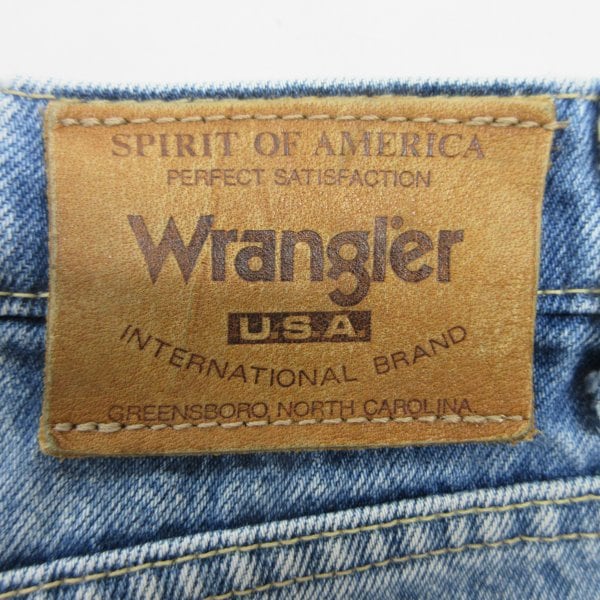 SPIRIT OF AMERICA
PERFECT SATISFACTION
Wrangler
U.S.A.
INTERNATIONAL BRAND
GREENSBORO, NORTH CAROLINA